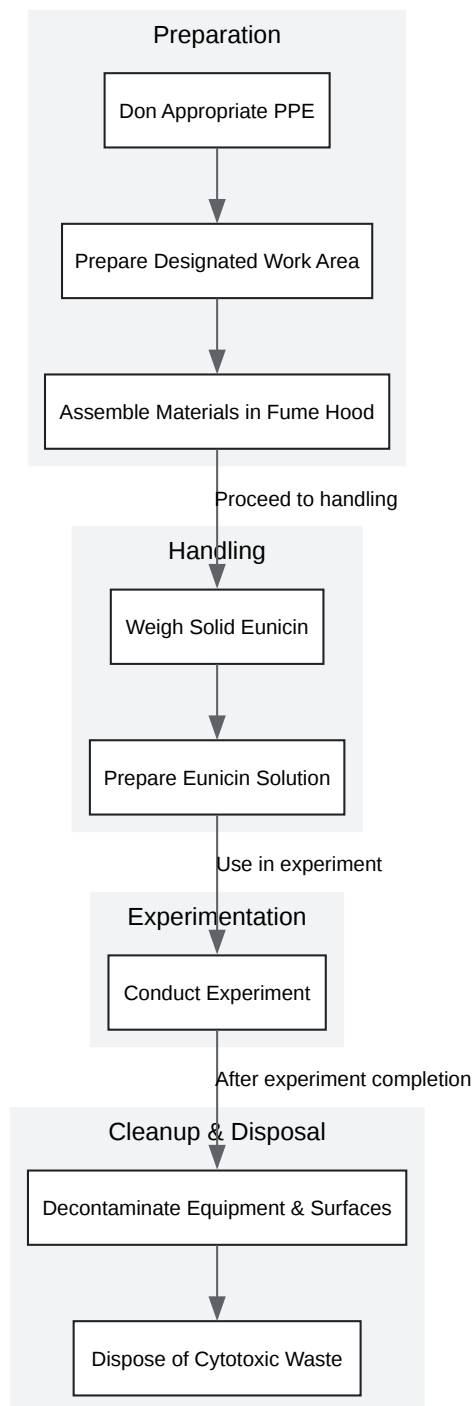 Preparation
Don Appropriate PPE
Prepare Designated Work Area
Assemble Materials in Fume Hood
Proceed to handling
Handling
Weigh Solid Eunicin
Prepare Eunicin Solution
Use in experiment
Experimentation
Conduct Experiment
After experiment completion
Cleanup & Disposal
Decontaminate Equipment & Surfaces
Dispose of Cytotoxic Waste